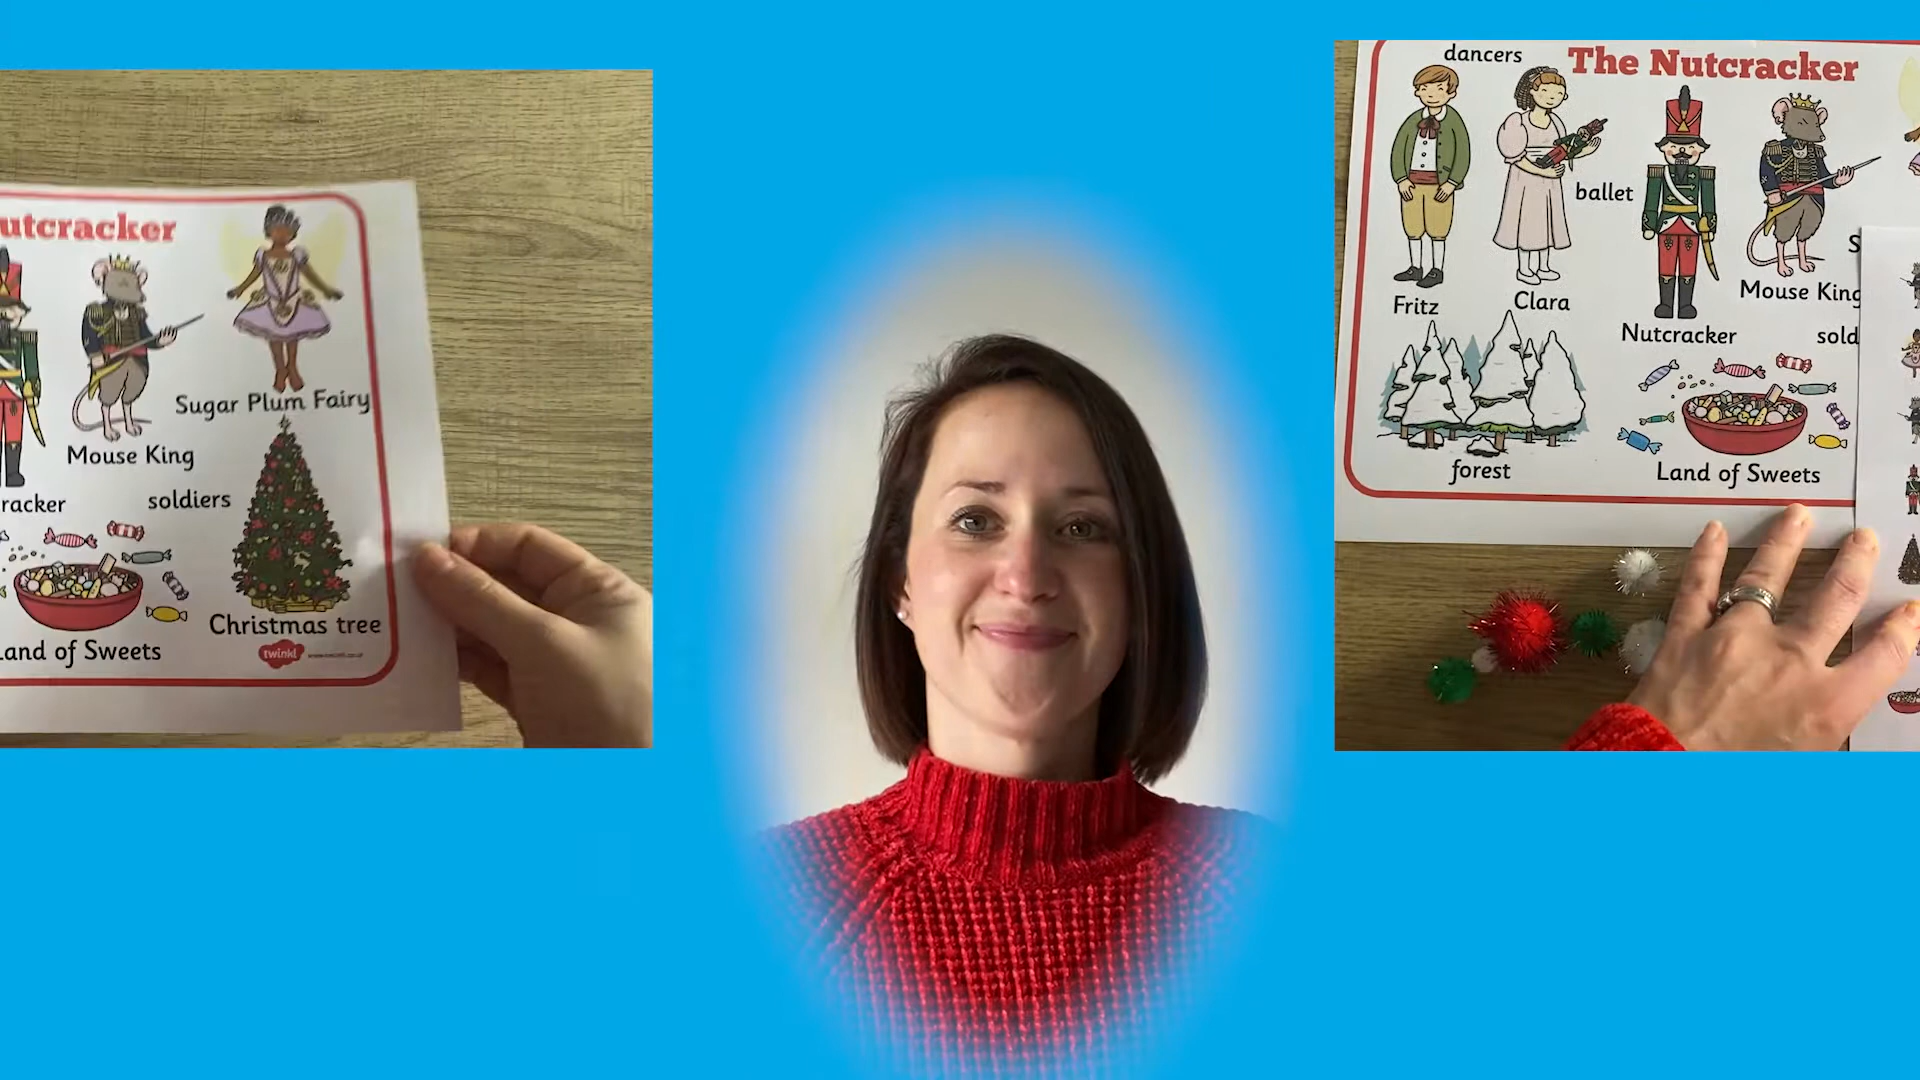 utcracker
Sugar Plum Fairy
Mouse King
racker
soldiers
Christmas tree
Land of Sweets
twinkl
dancers
The Nutcracker
ballet
Fritz
Clara
Mouse King
S
Nutcracker
sold
forest
Land of Sweets